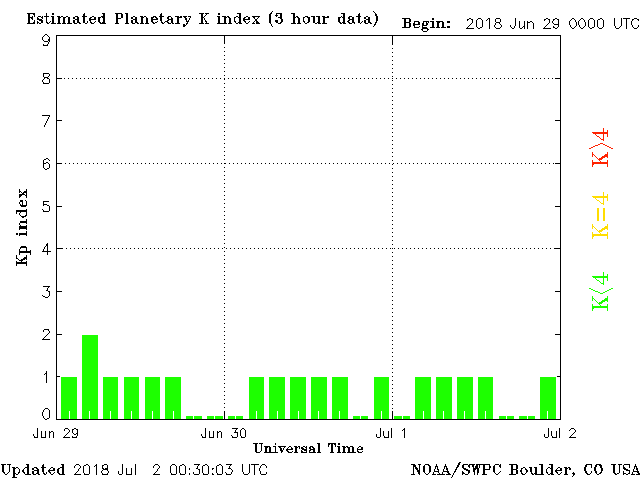 Estimated Planetary K index (3 hour data)
Begin: 2018 Jun 29 0000 UTC
9
8
7
6
5
4
3
2
1
0
Kp index
K>4
K=4
K<4
Jun 29
Jun 30
Jul 1
Jul 2
Universal Time
Updated 2018 Jul 2 00:30:03 UTC
NOAA/SWPC Boulder, CO USA